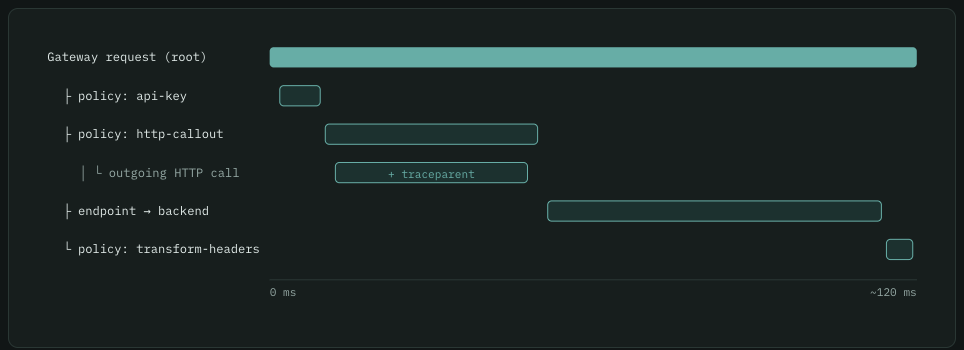 Gateway request (root)
├ policy: api-key
├ policy: http-callout
│ └ outgoing HTTP call
+ traceparent
├ endpoint → backend
└ policy: transform-headers
0 ms
~120 ms